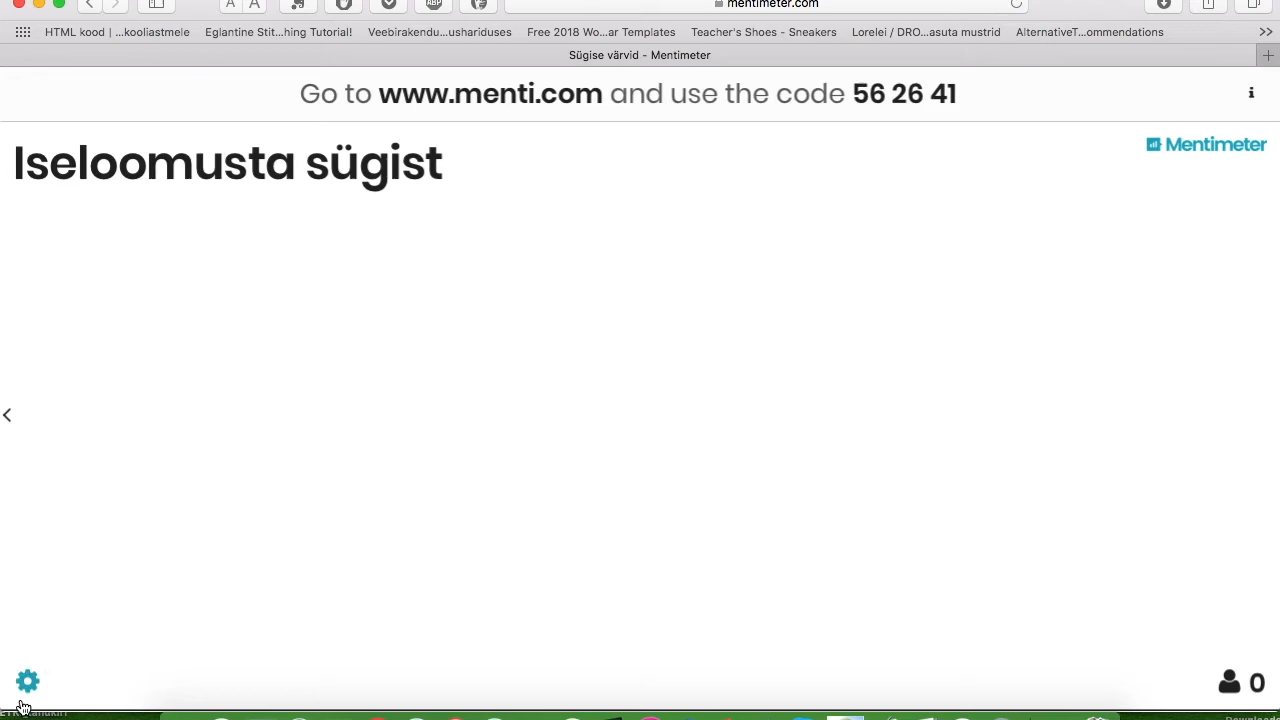 mentimeter.com
HTML kood | ...kooliastmele
Eglantine Stit...hing Tutorial!
Veebirakendu...ushariduses
Free 2018 Wo...ar Templates
Teacher's Shoes - Sneakers
Lorelei / DRO...asuta mustrid
AlternativeT...ommendations
Sügise värvid - Mentimeter
Go to www.menti.com and use the code 56 26 41
Mentimeter
Iseloomusta sügist
0